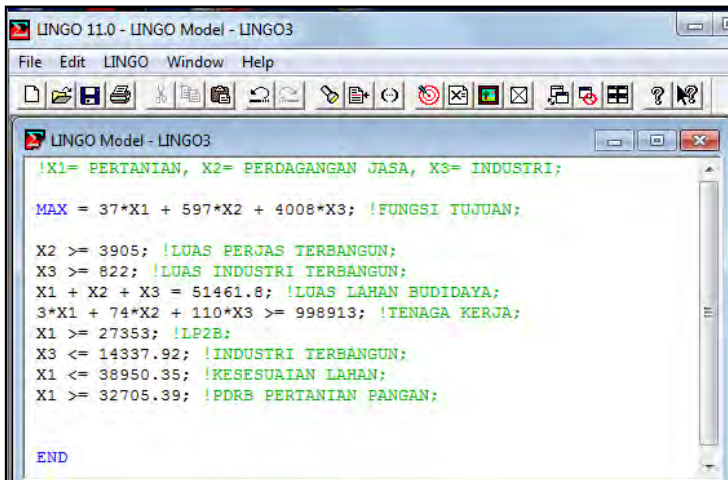 LINGO 11.0 - LINGO Model - LINGO3
File Edit LINGO Window Help
LINGO Model - LINGO3
!X1= PERTANIAN, X2= PERDAGANGAN JASA, X3= INDUSTRI;
MAX = 37*X1 + 597*X2 + 4008*X3; !FUNGSI TUJUAN;
X2 >= 3905; !LUAS PERJAS TERBANGUN;
X3 >= 822; !LUAS INDUSTRI TERBANGUN;
X1 + X2 + X3 = 51461.8; !LUAS LAHAN BUDIDAYA;
3*X1 + 74*X2 + 110*X3 >= 998913; !TENAGA KERJA;
X1 >= 27353; !LP2B;
X3 <= 14337.92; !INDUSTRI TERBANGUN;
X1 <= 38950.35; !KESESUAIAN LAHAN;
X1 >= 32705.39; !PDRB PERTANIAN PANGAN;
END